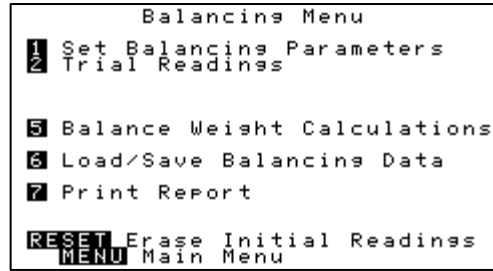 Balancing Menu
1 Set Balancing Parameters
2 Trial Readings
5 Balance Weight Calculations
6 Load/Save Balancing Data
7 Print Report
RESET Erase Initial Readings
MENU Main Menu